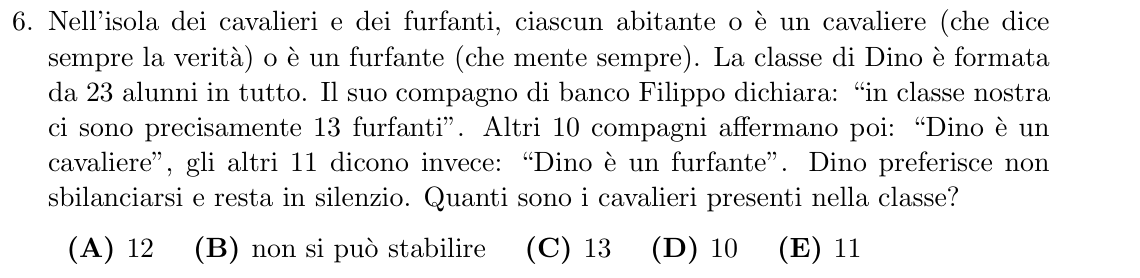 6. Nell'isola dei cavalieri e dei furfanti, ciascun abitante o è un cavaliere (che dice
sempre la verità) o è un furfante (che mente sempre). La classe di Dino è formata
da 23 alunni in tutto. Il suo compagno di banco Filippo dichiara: “in classe nostra
ci sono precisamente 13 furfanti”. Altri 10 compagni affermano poi: “Dino è un
cavaliere”, gli altri 11 dicono invece: “Dino è un furfante”. Dino preferisce non
sbilanciarsi e resta in silenzio. Quanti sono i cavalieri presenti nella classe?
(A) 12 (B) non si può stabilire (C) 13 (D) 10 (E) 11